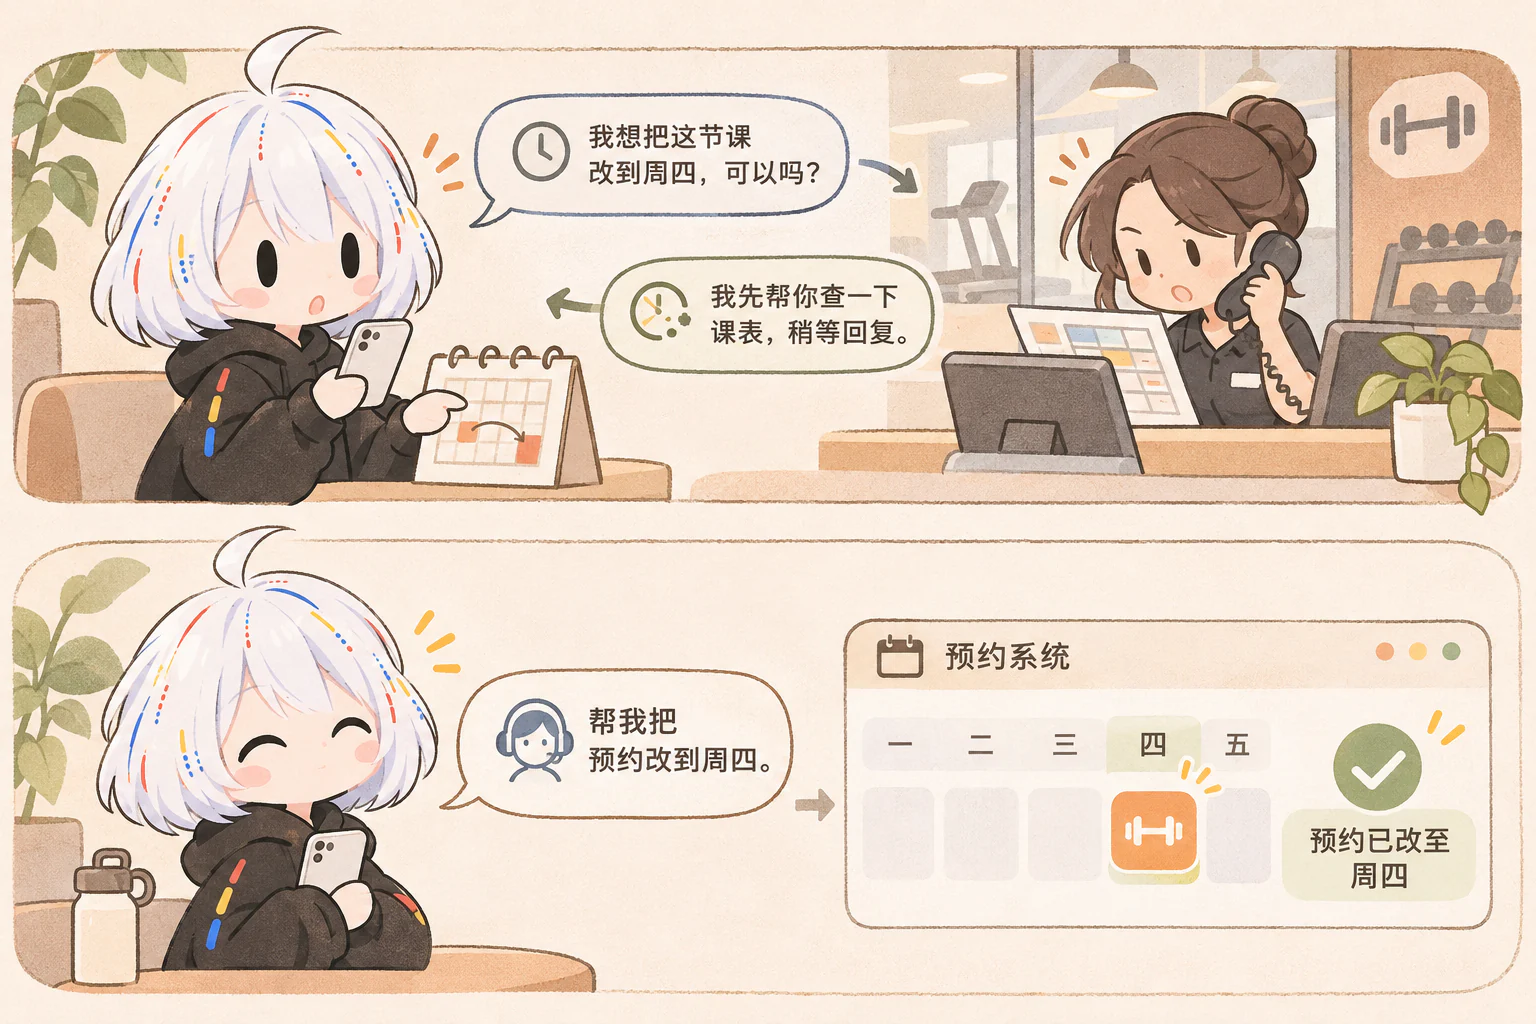 我想把这节课
改到周四，可以吗？
我先帮你查一下
课表，稍等回复。
帮我把
预约改到周四。
预约系统
一 二 三 四 五
预约已改至
周四